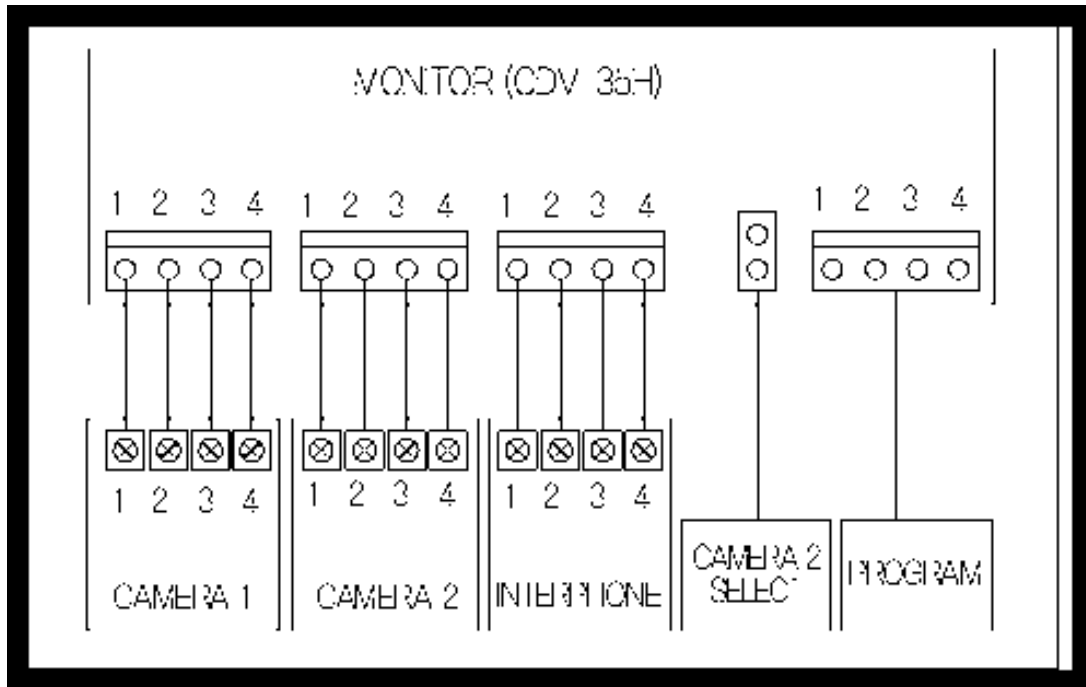 MONITOR (CDV 35H)
1 2 3 4 1 2 3 4 1 2 3 4 1 2 3 4
1 2 3 4 1 2 3 4 1 2 3 4
CAMERA 1 CAMERA 2 INTERPHONE CAMERA 2 SELECT PROGRAM